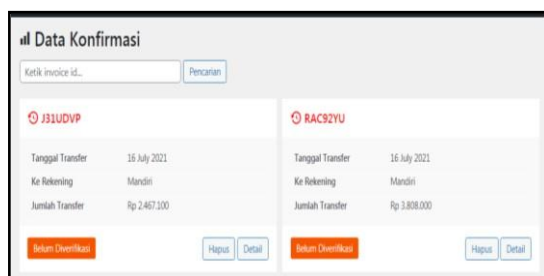 Data Konfirmasi
Ketik invoice id...
Pencarian
J31UDVP
Tanggal Transfer 16 July 2021
Ke Rekening Mandiri
Jumlah Transfer Rp 2.467.100
Belum Diverifikasi Hapus Detail
RAC92YU
Tanggal Transfer 16 July 2021
Ke Rekening Mandiri
Jumlah Transfer Rp 3.808.000
Belum Diverifikasi Hapus Detail